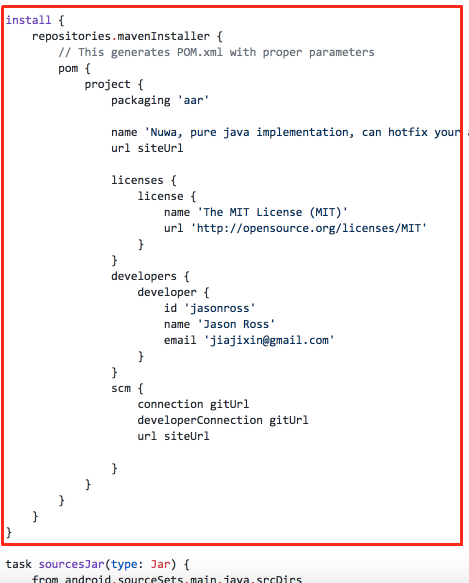 install {
    repositories.mavenInstaller {
        // This generates POM.xml with proper parameters
        pom {
            project {
                packaging 'aar'

                name 'Nuwa, pure java implementation, can hotfix your
                url siteUrl

                licenses {
                    license {
                        name 'The MIT License (MIT)'
                        url 'http://opensource.org/licenses/MIT'
                    }
                }
                developers {
                    developer {
                        id 'jasonross'
                        name 'Jason Ross'
                        email 'jiajixin@gmail.com'
                    }
                }
                scm {
                    connection gitUrl
                    developerConnection gitUrl
                    url siteUrl

                }
            }
        }
    }
}

task sourcesJar(type: Jar) {
    from android.sourceSets.main.java.srcDirs